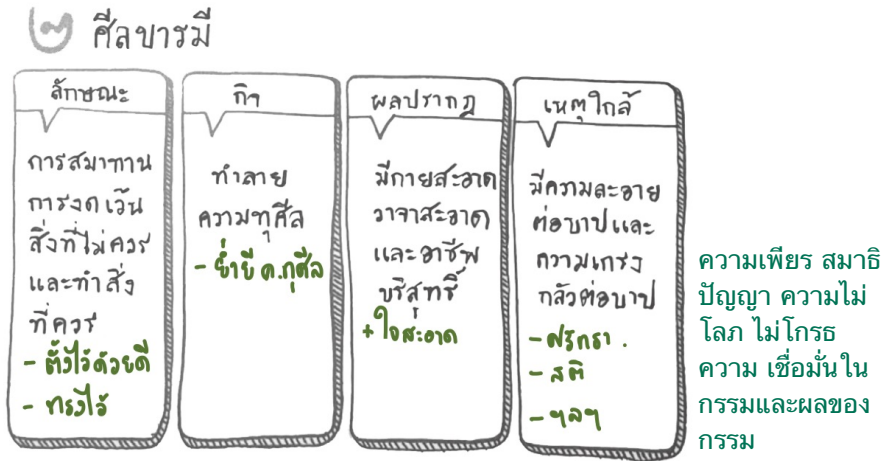 ๒ ศีลบารมี
ลักษณะ
การสมาทาน
การงดเว้น
สิ่งที่ไม่ควร
และทำสิ่ง
ที่ควร
- ตั้งไว้ด้วยดี
- ทรงไว้
กิจ
ทำลาย
ความทุศีล
- ย่ำยี ค.ทุศีล
ผลปรากฏ
มีกายสะอาด
วาจาสะอาด
และอาชีพ
บริสุทธิ์
+ ใจสะอาด
เหตุใกล้
มีความละอาย
ต่อบาปและ
ความเกรง
กลัวต่อบาป
- ศรัทธา .
- สติ
- ฯลฯ
ความเพียร สมาธิ
ปัญญา ความไม่
โลภ ไม่โกรธ
ความ เชื่อมั่นใน
กรรมและผลของ
กรรม